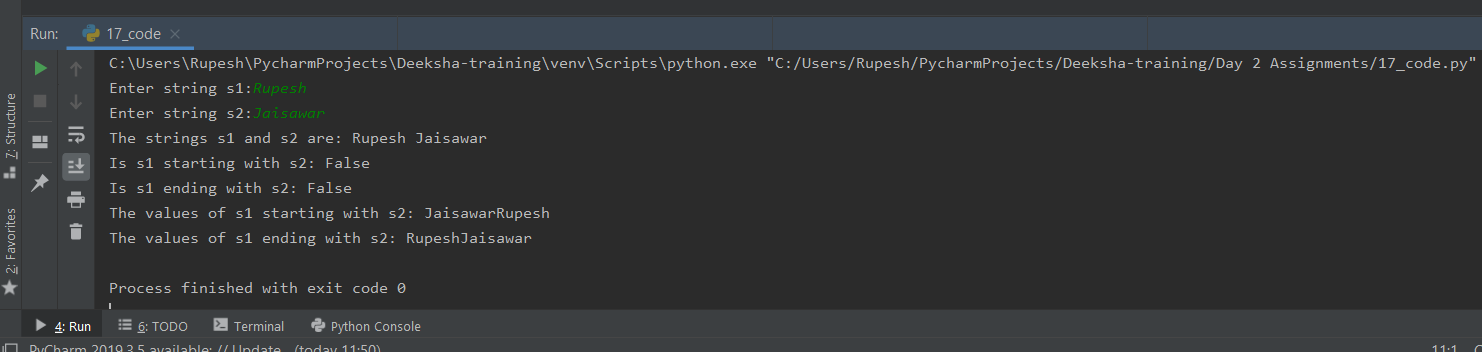 Run: 17_code
C:\Users\Rupesh\PycharmProjects\Deeksha-training\venv\Scripts\python.exe "C:/Users/Rupesh/PycharmProjects/Deeksha-training/Day 2 Assignments/17_code.py"
Enter string s1:Rupesh
Enter string s2:Jaisawar
The strings s1 and s2 are: Rupesh Jaisawar
Is s1 starting with s2: False
Is s1 ending with s2: False
The values of s1 starting with s2: JaisawarRupesh
The values of s1 ending with s2: RupeshJaisawar
Process finished with exit code 0
7: Structure
2: Favorites
4: Run 6: TODO Terminal Python Console
PyCharm 2019.3.5 available: // Update... (today 11:50) 11:1